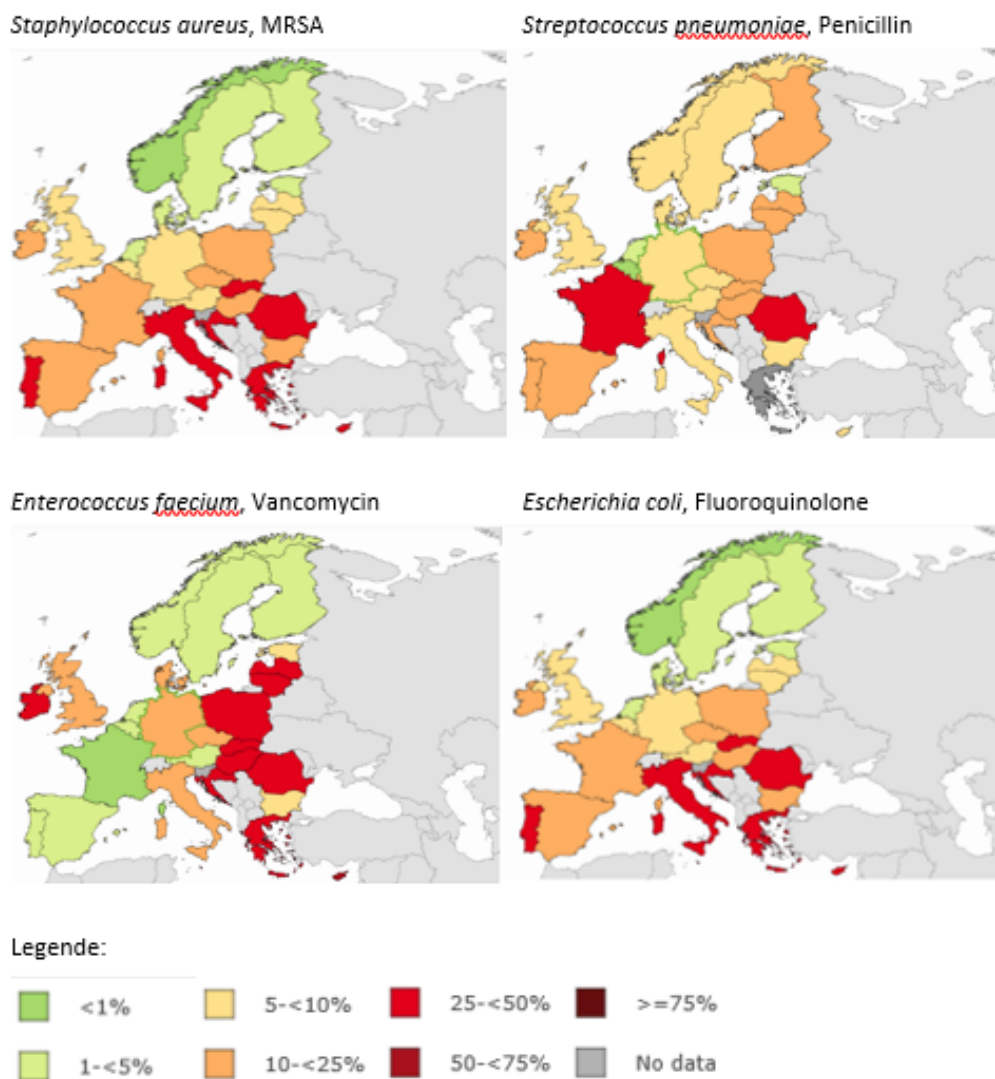 Staphylococcus aureus, MRSA
Streptococcus pneumoniae, Penicillin
Enterococcus faecium, Vancomycin
Escherichia coli, Fluoroquinolone
Legende:
<1% 5-<10% 25-<50% >=75%
1-<5% 10-<25% 50-<75% No data